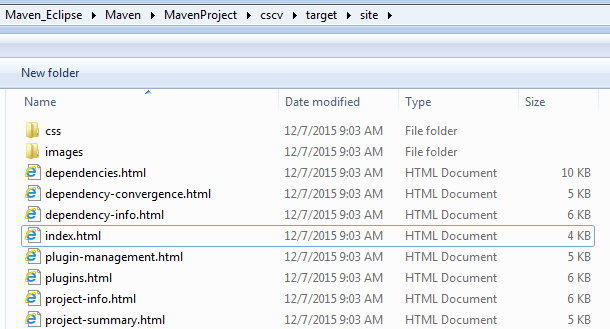 Maven_Eclipse ▸ Maven ▸ MavenProject ▸ cscv ▸ target ▸ site ▸
New folder
Name Date modified Type Size
css 12/7/2015 9:03 AM File folder
images 12/7/2015 9:03 AM File folder
dependencies.html 12/7/2015 9:03 AM HTML Document 10 KB
dependency-convergence.html 12/7/2015 9:03 AM HTML Document 5 KB
dependency-info.html 12/7/2015 9:03 AM HTML Document 6 KB
index.html 12/7/2015 9:03 AM HTML Document 4 KB
plugin-management.html 12/7/2015 9:03 AM HTML Document 5 KB
plugins.html 12/7/2015 9:03 AM HTML Document 6 KB
project-info.html 12/7/2015 9:03 AM HTML Document 6 KB
project-summary.html 12/7/2015 9:03 AM HTML Document 5 KB